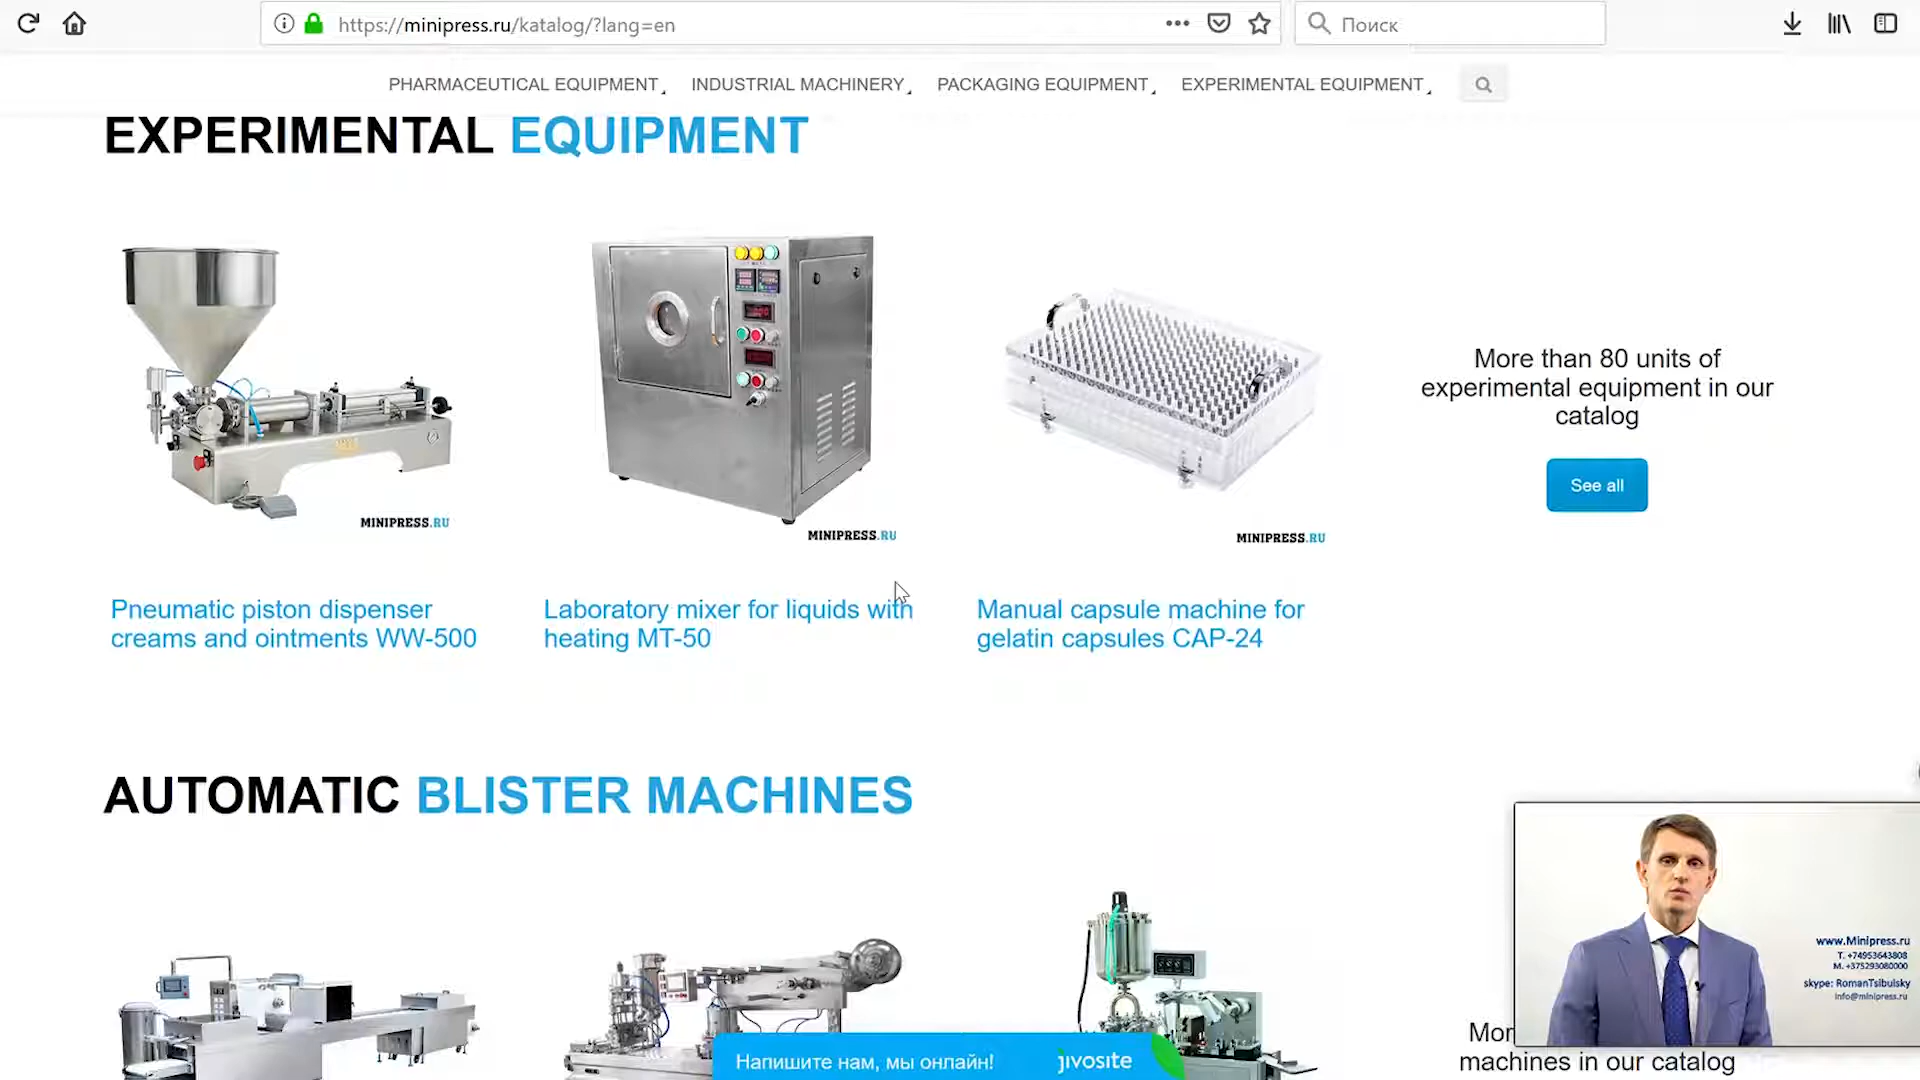 https://minipress.ru/katalog/?lang=en
Поиск
PHARMACEUTICAL EQUIPMENT
INDUSTRIAL MACHINERY
PACKAGING EQUIPMENT
EXPERIMENTAL EQUIPMENT
EXPERIMENTAL EQUIPMENT
MINIPRESS.RU
MINIPRESS.RU
MINIPRESS.RU
Pneumatic piston dispenser
creams and ointments WW-500
Laboratory mixer for liquids with
heating MT-50
Manual capsule machine for
gelatin capsules CAP-24
More than 80 units of
experimental equipment in our
catalog
See all
AUTOMATIC BLISTER MACHINES
www.Minipress.ru
T. +74953643808
M. +375293080000
skype: RomanTsibulsky
info@minipress.ru
Mor
machines in our catalog
Напишите нам, мы онлайн!
jivosite